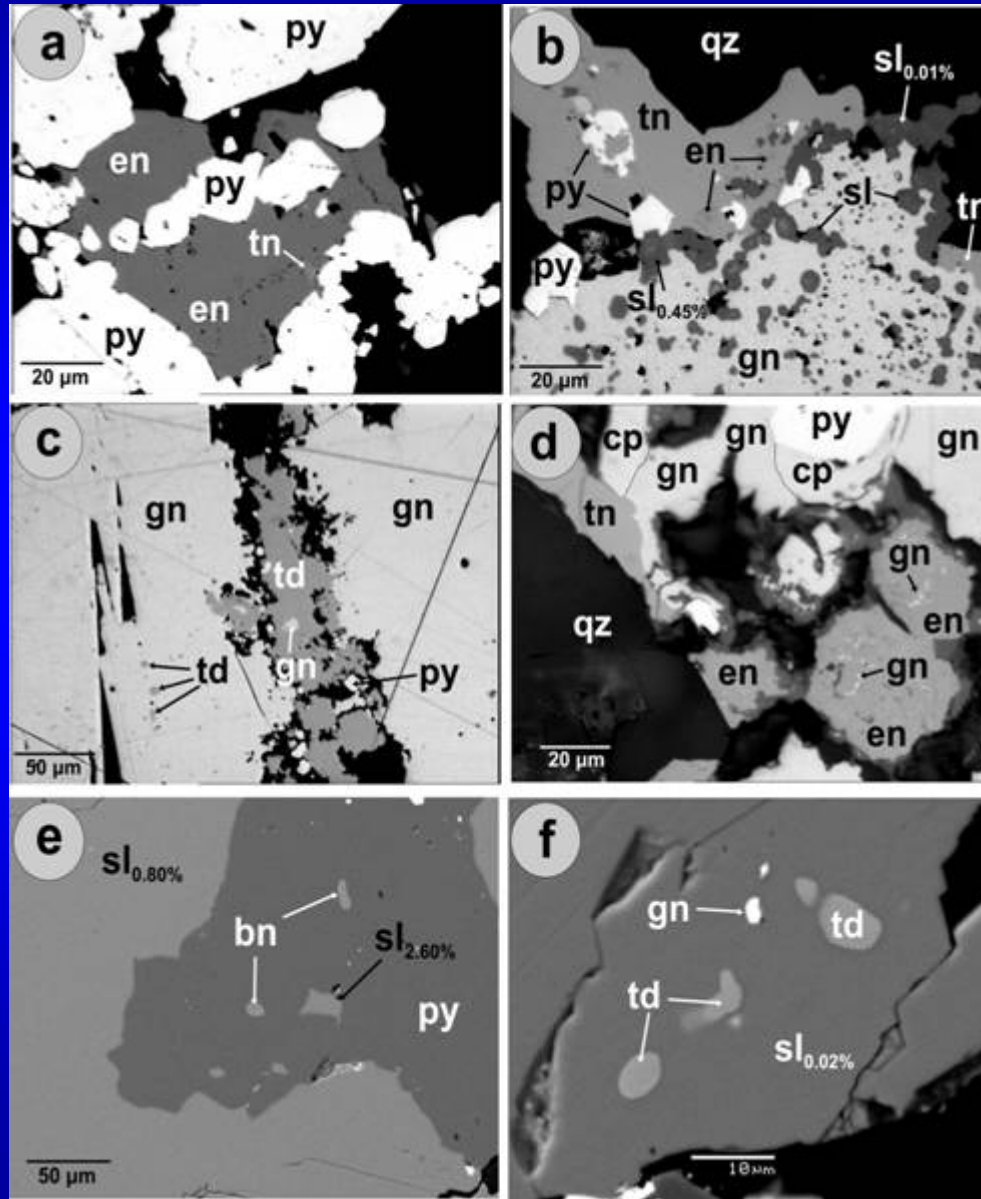 a
py
en
py
tn
en
py
20 µm
b
qz
sl0.01%
tn
en
py
sl
tn
py
sl0.45%
gn
20 µm
c
gn
gn
td
gn
td
py
50 µm
d
cp
gn
py
gn
gn
cp
tn
gn
qz
en
en
gn
en
20 µm
e
sl0.80%
bn
sl2.60%
py
50 µm
f
gn
td
td
sl0.02%
10 µm